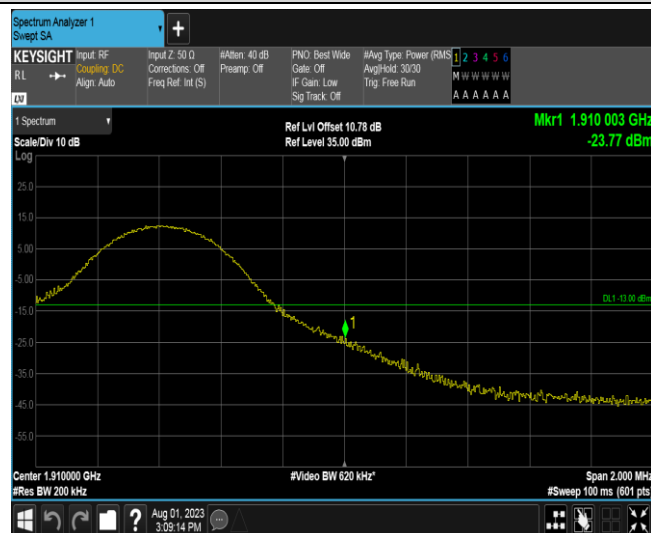 Spectrum Analyzer 1
Swept SA
+
KEYSIGHT
RL
LXI
Input: RF
Coupling: DC
Align: Auto
Input Z: 50 Ω
Corrections: Off
Freq Ref: Int (S)
#Atten: 40 dB
Preamp: Off
PNO: Best Wide
Gate: Off
IF Gain: Low
Sig Track: Off
#Avg Type: Power (RMS
Avg|Hold: 30/30
Trig: Free Run
1 2 3 4 5 6
M W W W W W
A A A A A A
1 Spectrum
Scale/Div 10 dB
Log
Ref Lvl Offset 10.78 dB
Ref Level 35.00 dBm
Mkr1 1.910 003 GHz
-23.77 dBm
25.0
15.0
5.00
-5.00
-15.0
-25.0
-35.0
-45.0
-55.0
DL1 -13.00 dBm
1
Center 1.910000 GHz
#Res BW 200 kHz
#Video BW 620 kHz*
Span 2.000 MHz
#Sweep 100 ms (601 pts)
?
Aug 01, 2023
3:09:14 PM